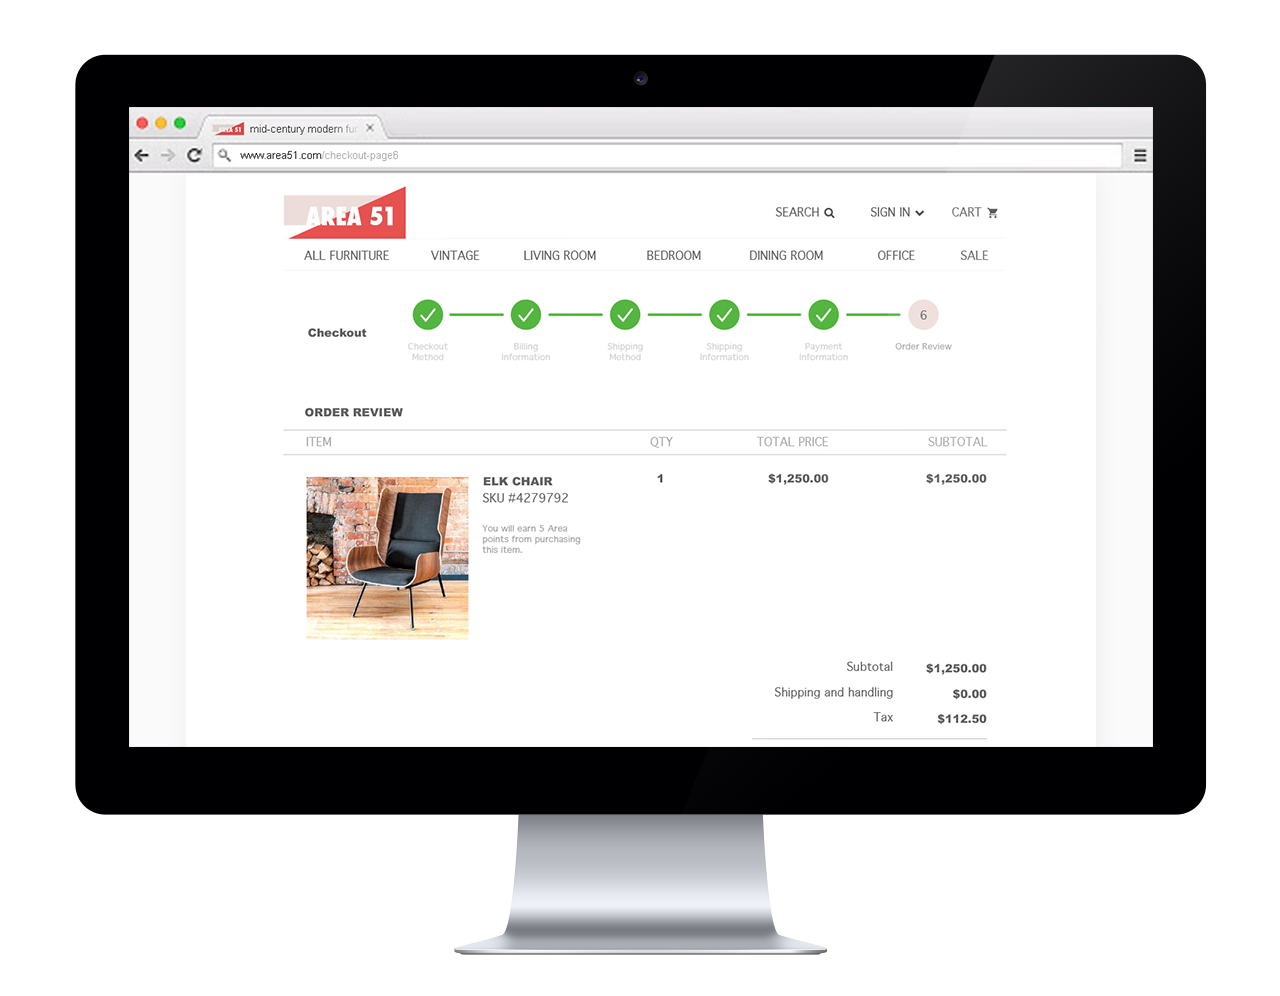 AREA 51
mid-century modern fur
www.area51.com/checkout-page6
AREA 51
SEARCH
SIGN IN
CART
ALL FURNITURE
VINTAGE
LIVING ROOM
BEDROOM
DINING ROOM
OFFICE
SALE
Checkout
6
Checkout
Method
Billing
Information
Shipping
Method
Shipping
Information
Payment
Information
Order Review
ORDER REVIEW
ITEM
QTY
TOTAL PRICE
SUBTOTAL
ELK CHAIR
1
$1,250.00
$1,250.00
SKU #4279792
You will earn 5 Area
points from purchasing
this item.
Subtotal
$1,250.00
Shipping and handling
$0.00
Tax
$112.50